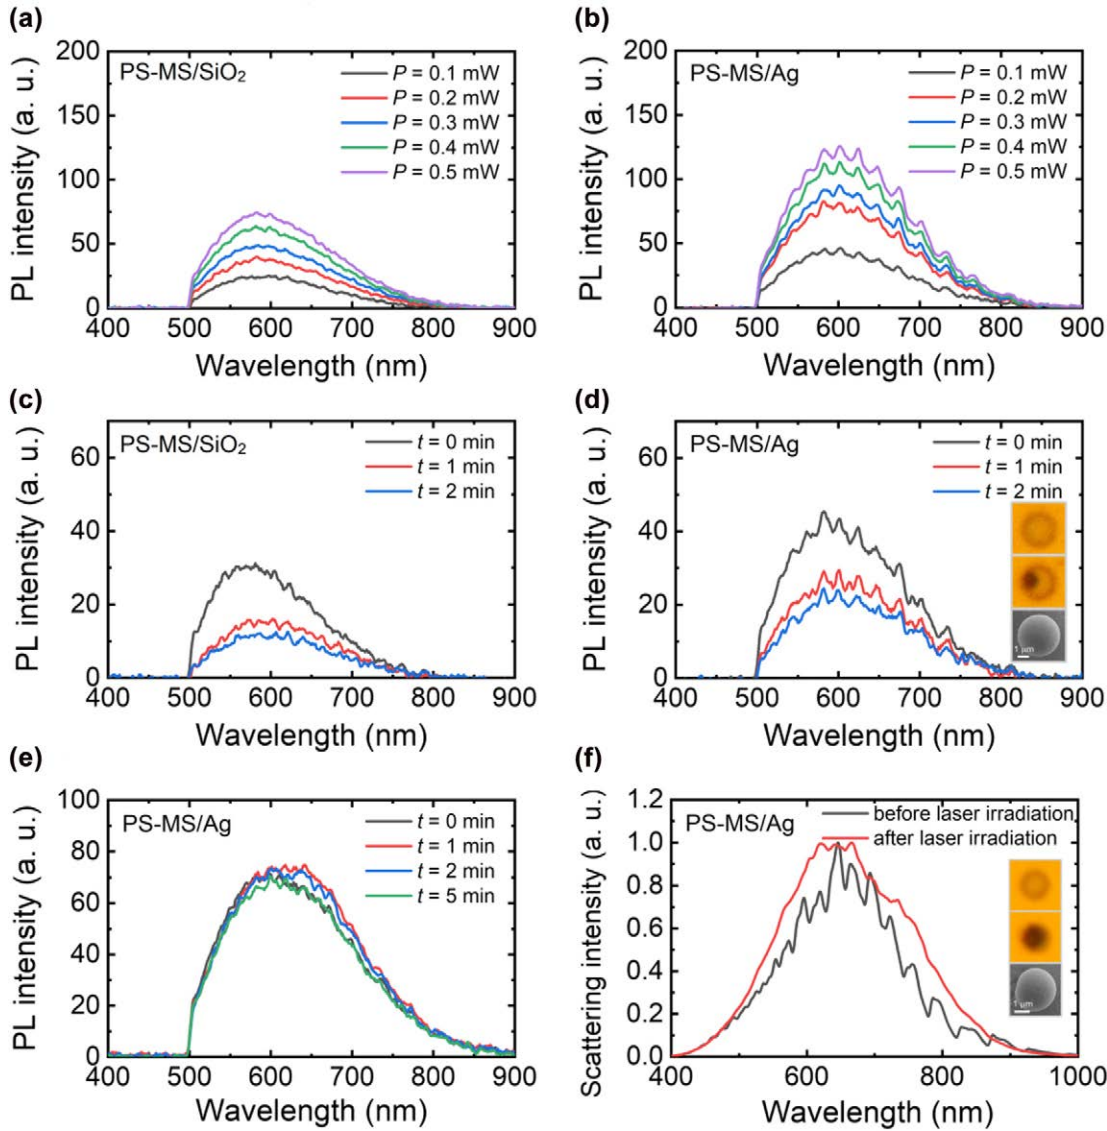 (a)
PL intensity (a. u.)
200
150
100
50
0
PS-MS/SiO₂
P = 0.1 mW
P = 0.2 mW
P = 0.3 mW
P = 0.4 mW
P = 0.5 mW
400 500 600 700 800 900
Wavelength (nm)
(b)
PL intensity (a. u.)
200
150
100
50
0
PS-MS/Ag
P = 0.1 mW
P = 0.2 mW
P = 0.3 mW
P = 0.4 mW
P = 0.5 mW
400 500 600 700 800 900
Wavelength (nm)
(c)
PL intensity (a. u.)
60
40
20
0
PS-MS/SiO₂
t = 0 min
t = 1 min
t = 2 min
400 500 600 700 800 900
Wavelength (nm)
(d)
PL intensity (a. u.)
60
40
20
0
PS-MS/Ag
t = 0 min
t = 1 min
t = 2 min
1 μm
400 500 600 700 800 900
Wavelength (nm)
(e)
PL intensity (a. u.)
100
80
60
40
20
0
PS-MS/Ag
t = 0 min
t = 1 min
t = 2 min
t = 5 min
400 500 600 700 800 900
Wavelength (nm)
(f)
Scattering intensity (a. u.)
1.2
1.0
0.8
0.6
0.4
0.2
0.0
PS-MS/Ag
before laser irradiation
after laser irradiation
1 μm
400 600 800 1000
Wavelength (nm)